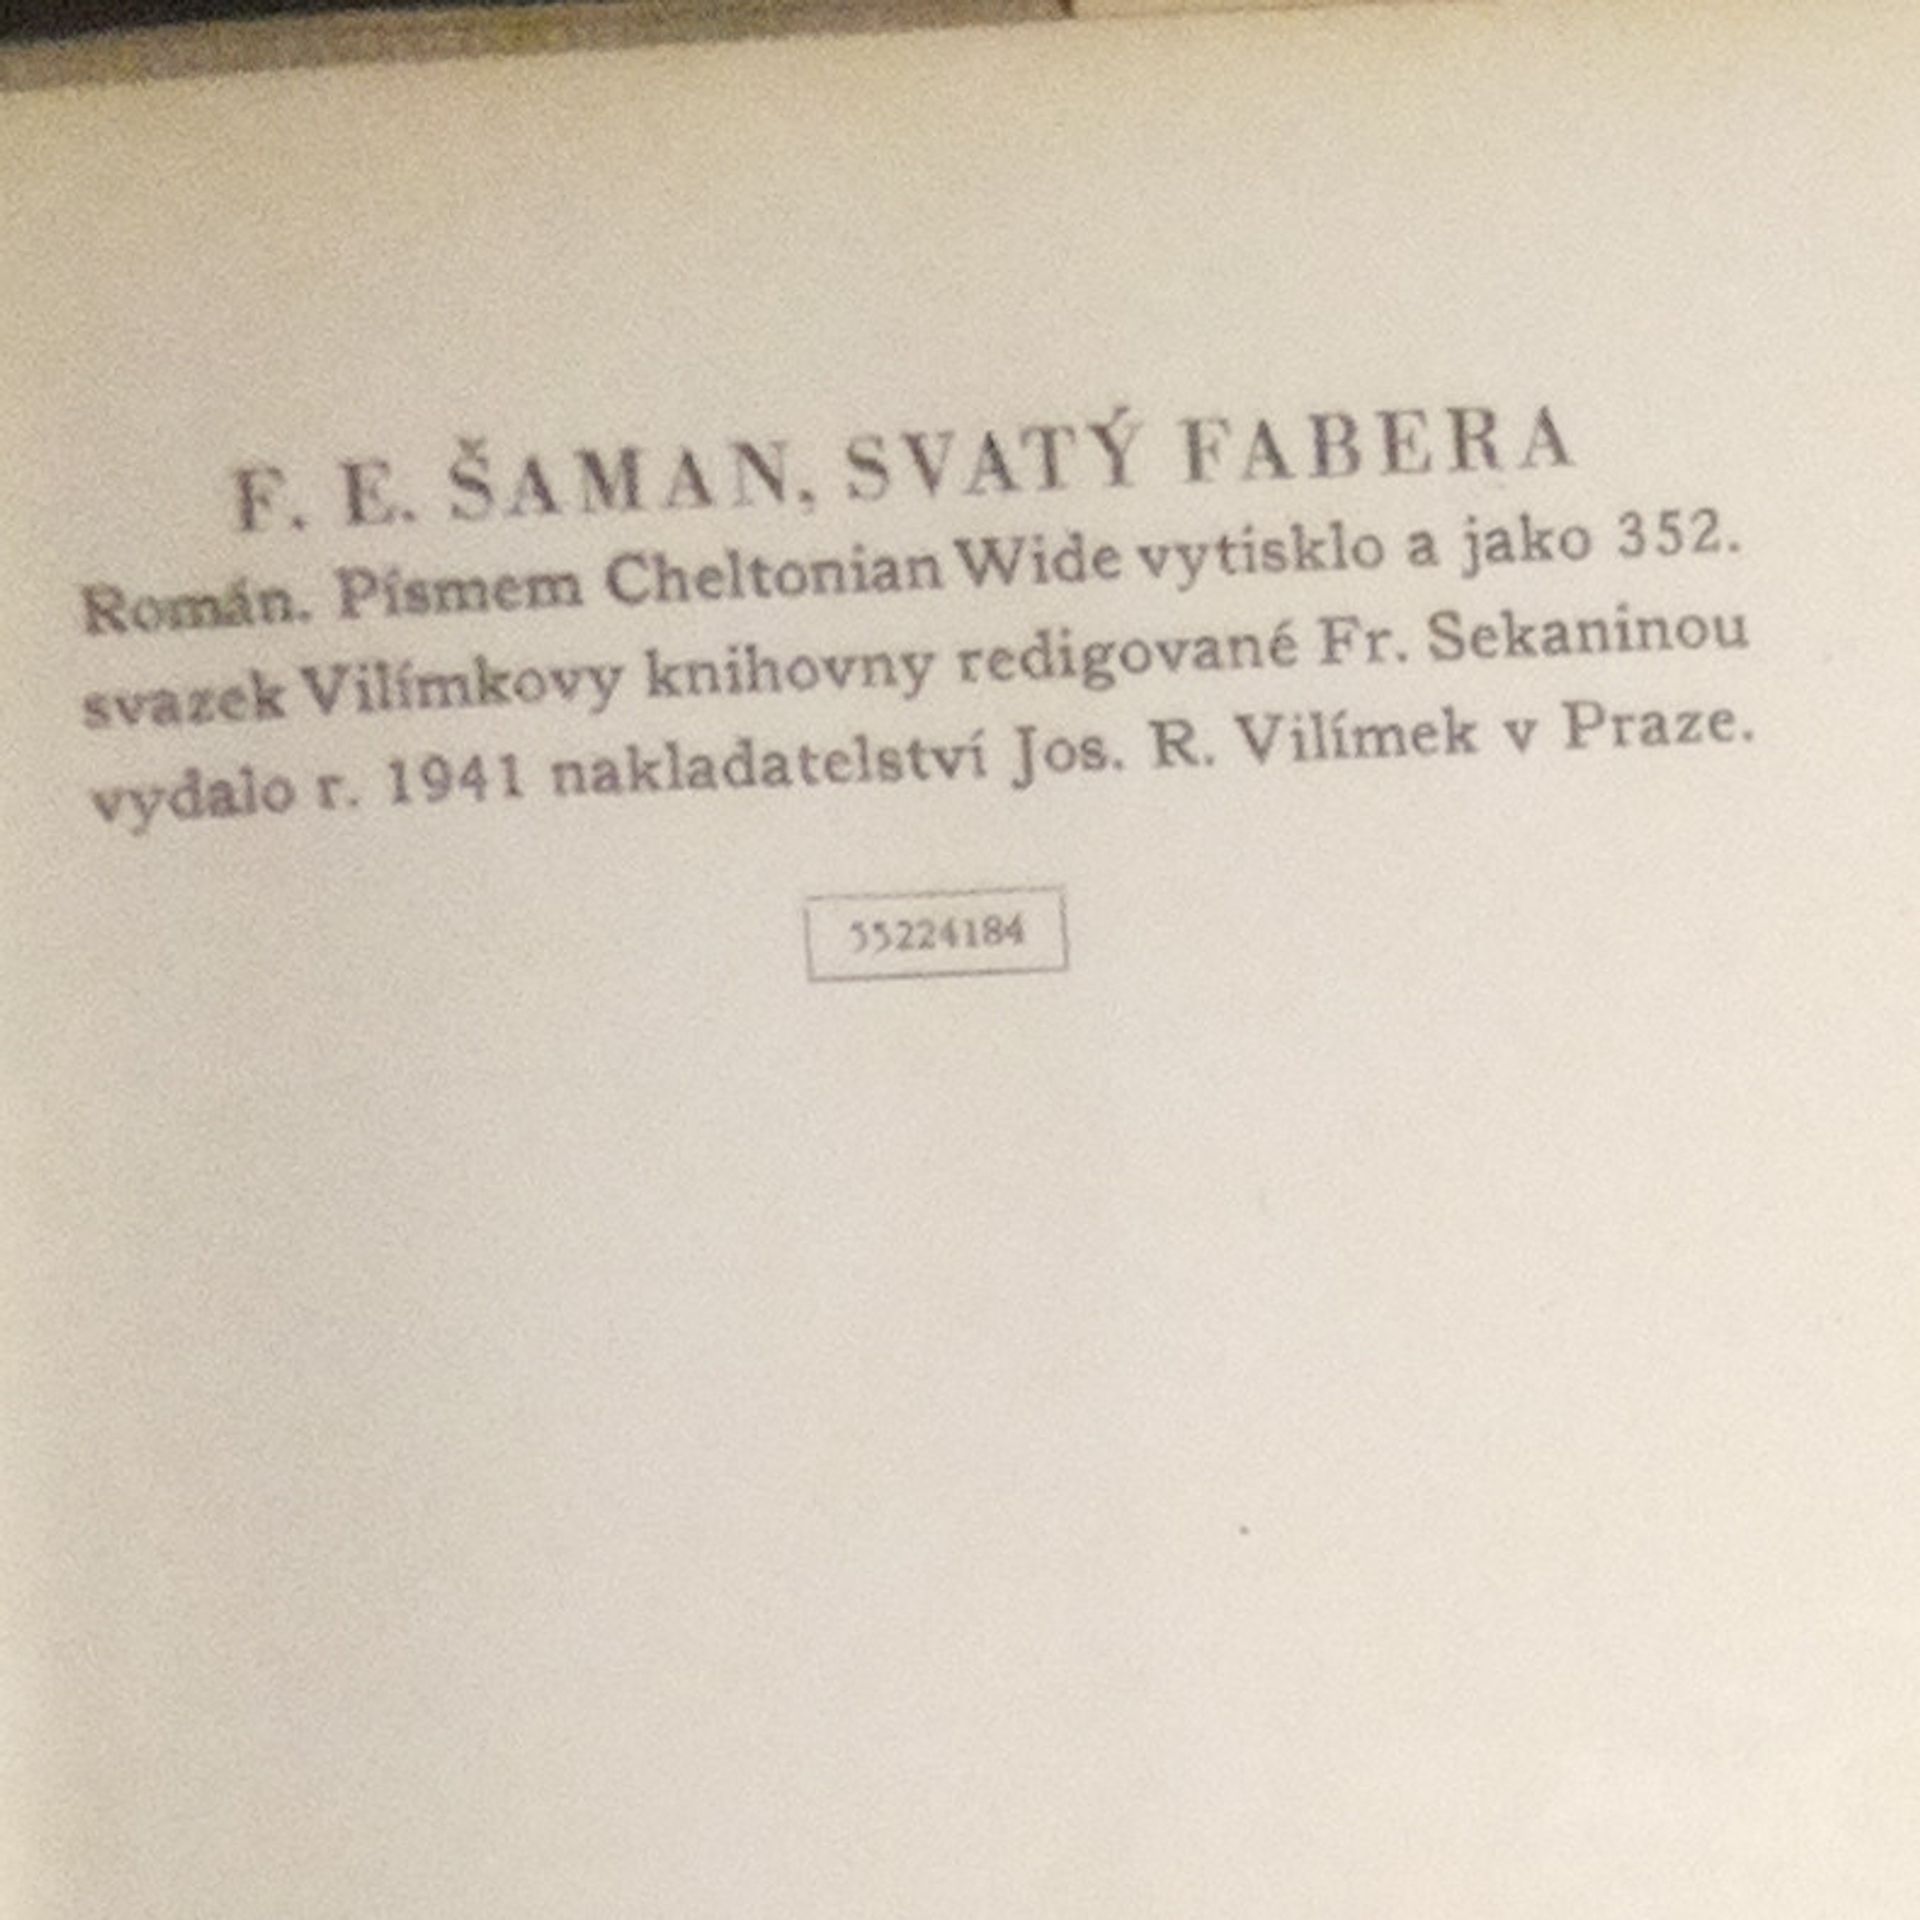 F. E. ŠAMAN, SVATÝ FABERA
Román. Písmem Cheltonian Wide vytisklo a jako 352.
svazek Vilímkovy knihovny redigované Fr. Sekaninou
vydalo r. 1941 nakladatelství Jos. R. Vilímek v Praze.
55224184